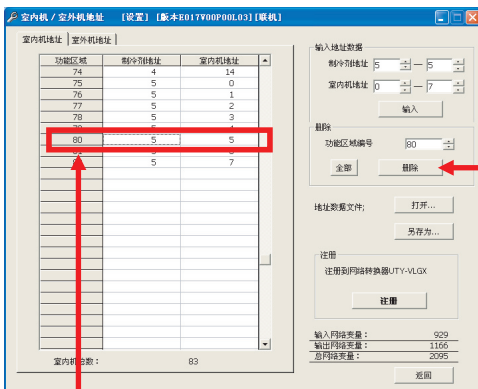 室内机 / 室外机地址 [设置] [版本E017V00P00L03] [联机]
室内机地址 室外机地址
功能区域 制冷剂地址 室内机地址
74 4 14
75 5 0
76 5 1
77 5 2
78 5 3
80 5 5
5 7
室内机台数： 83
输入地址数据
制冷剂地址 5 — 5
室内机地址 0 — 7
输入
删除
功能区域编号 80
全部 删除
地址数据文件; 打开...
另存为...
注册
注册到网络转换器UTY-VLGX
注册
输入网络变量： 929
输出网络变量： 1166
总网络变量： 2095
返回